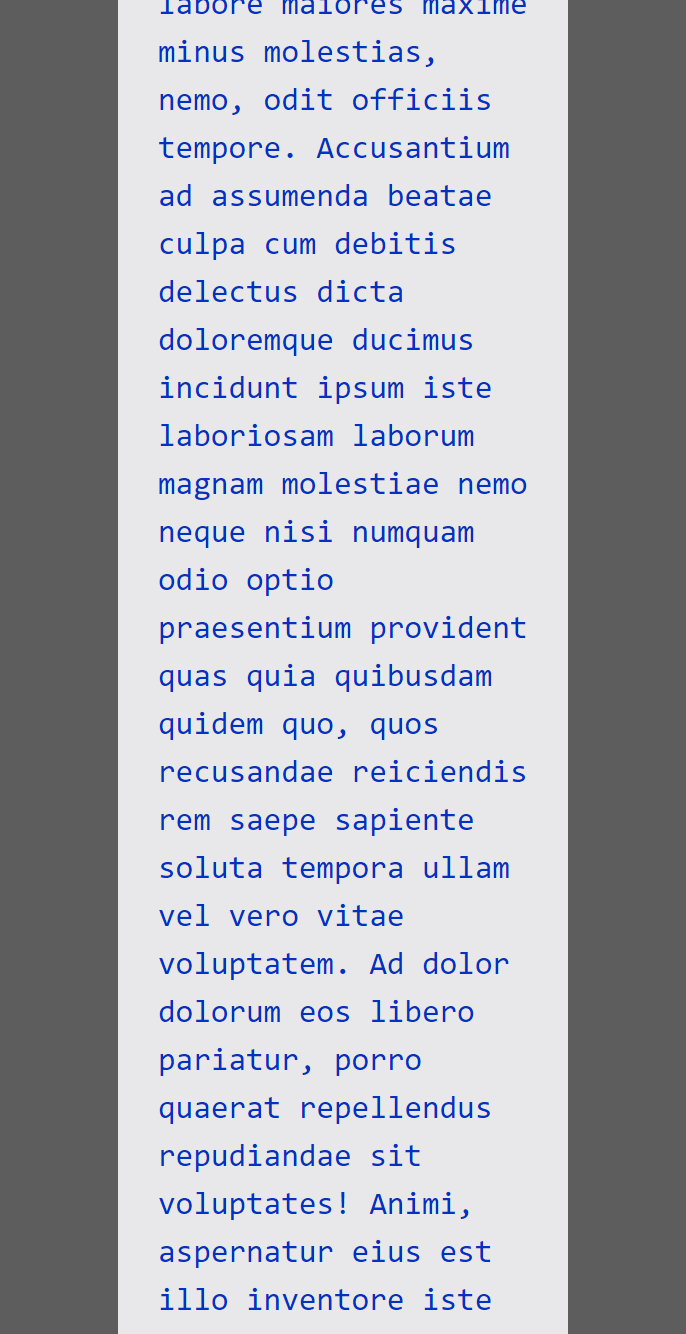 labore maiores maxime
minus molestias,
nemo, odit officiis
tempore. Accusantium
ad assumenda beatae
culpa cum debitis
delectus dicta
doloremque ducimus
incidunt ipsum iste
laboriosam laborum
magnam molestiae nemo
neque nisi numquam
odio optio
praesentium provident
quas quia quibusdam
quidem quo, quos
recusandae reiciendis
rem saepe sapiente
soluta tempora ullam
vel vero vitae
voluptatem. Ad dolor
dolorum eos libero
pariatur, porro
quaerat repellendus
repudiandae sit
voluptates! Animi,
aspernatur eius est
illo inventore iste